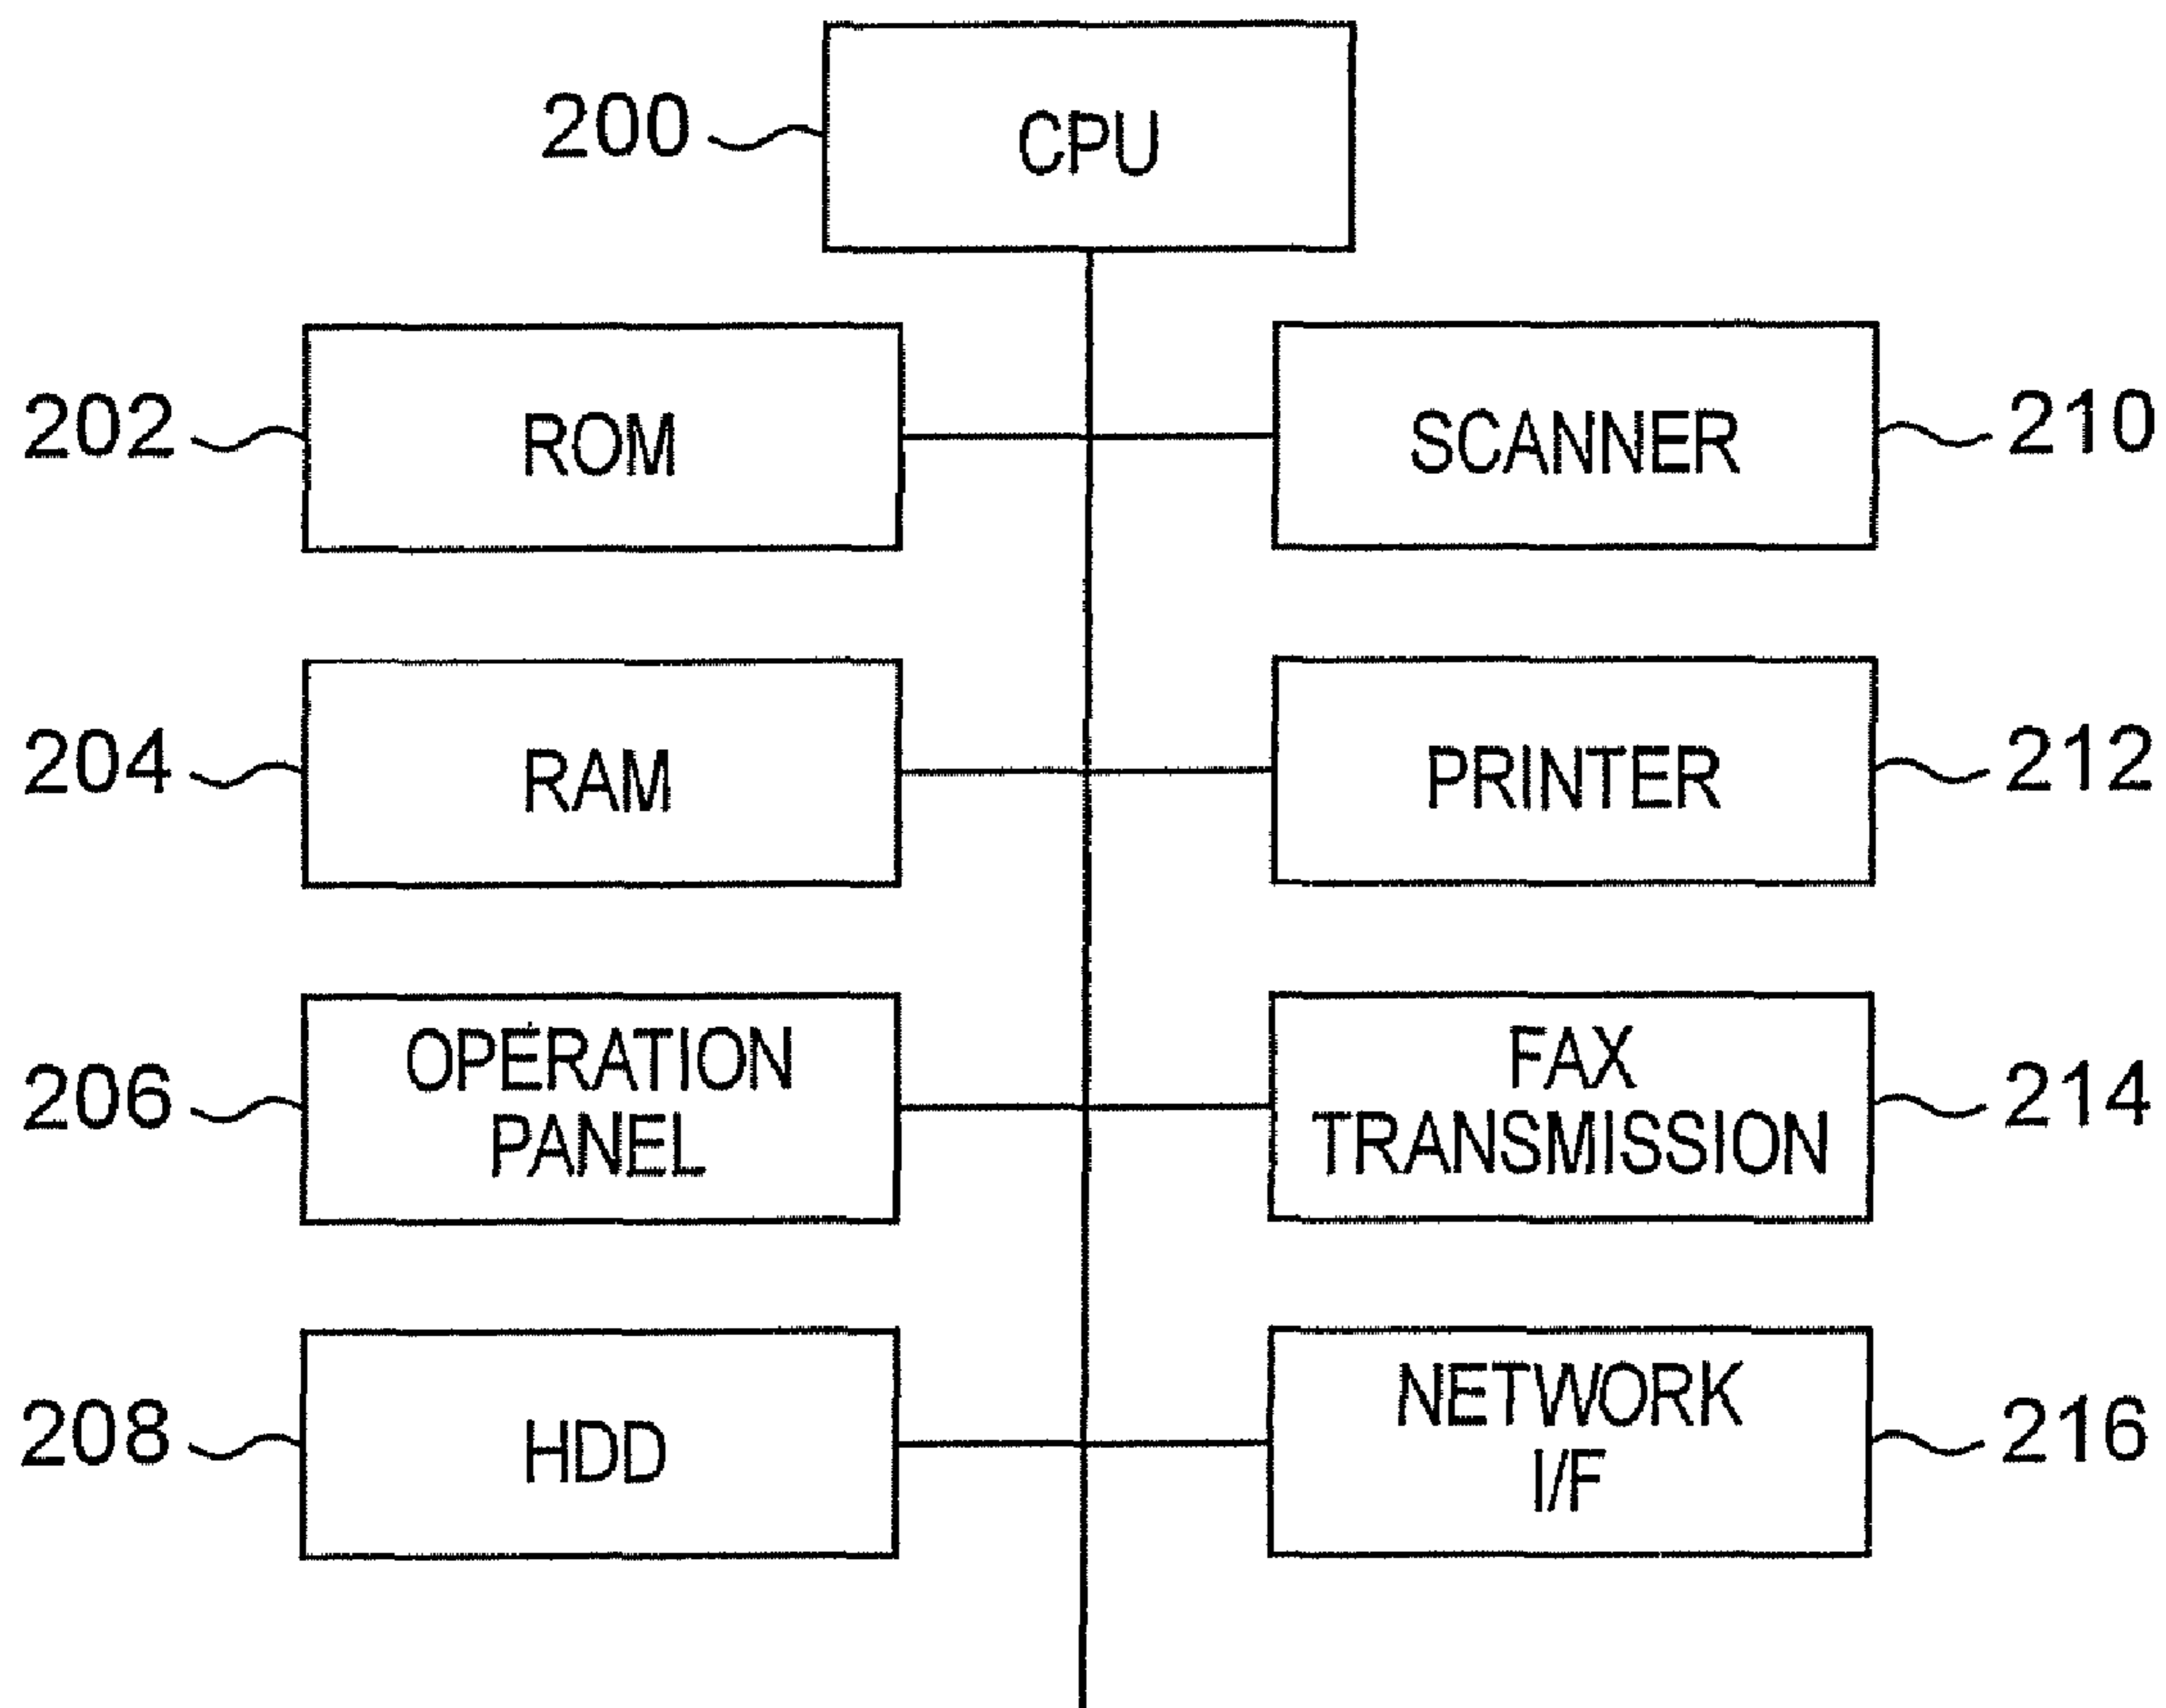 200 CPU
202 ROM
SCANNER 210
204 RAM
PRINTER 212
206 OPERATION
PANEL
FAX
TRANSMISSION 214
208 HDD
NETWORK
I/F 216